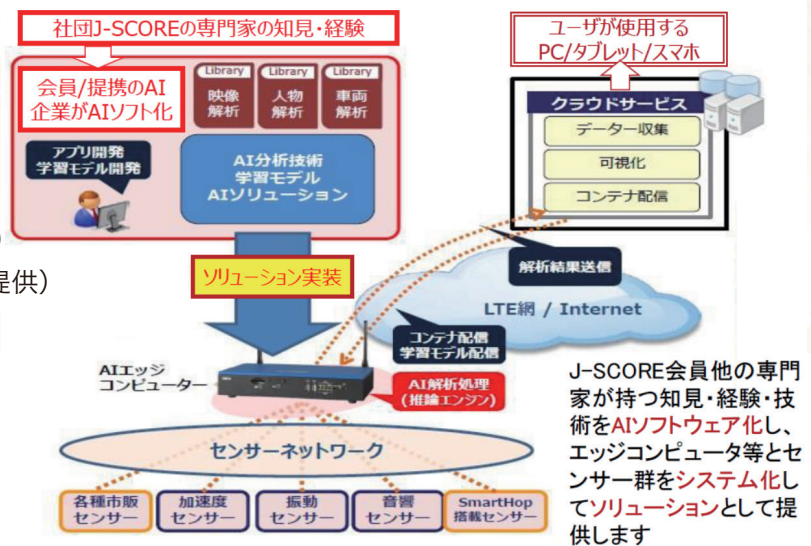 社団J-SCOREの専門家の知見・経験
会員/提携のAI
企業がAIソフト化
Library
映像
解析
Library
人物
解析
Library
車両
解析
アプリ開発
学習モデル開発
AI分析技術
学習モデル
AIソリューション
ユーザが使用する
PC/タブレット/スマホ
クラウドサービス
データー収集
可視化
コンテナ配信
提供）
ソリューション実装
解析結果送信
LTE網 / Internet
コンテナ配信
学習モデル配信
AIエッジ
コンピューター
AI解析処理
(推論エンジン)
センサーネットワーク
各種市販
センサー
加速度
センサー
振動
センサー
音響
センサー
SmartHop
搭載センサー
J-SCORE会員他の専門
家が持つ知見・経験・技
術をAIソフトウェア化し、
エッジコンピュータ等とセ
ンサー群をシステム化し
てソリューションとして提
供します